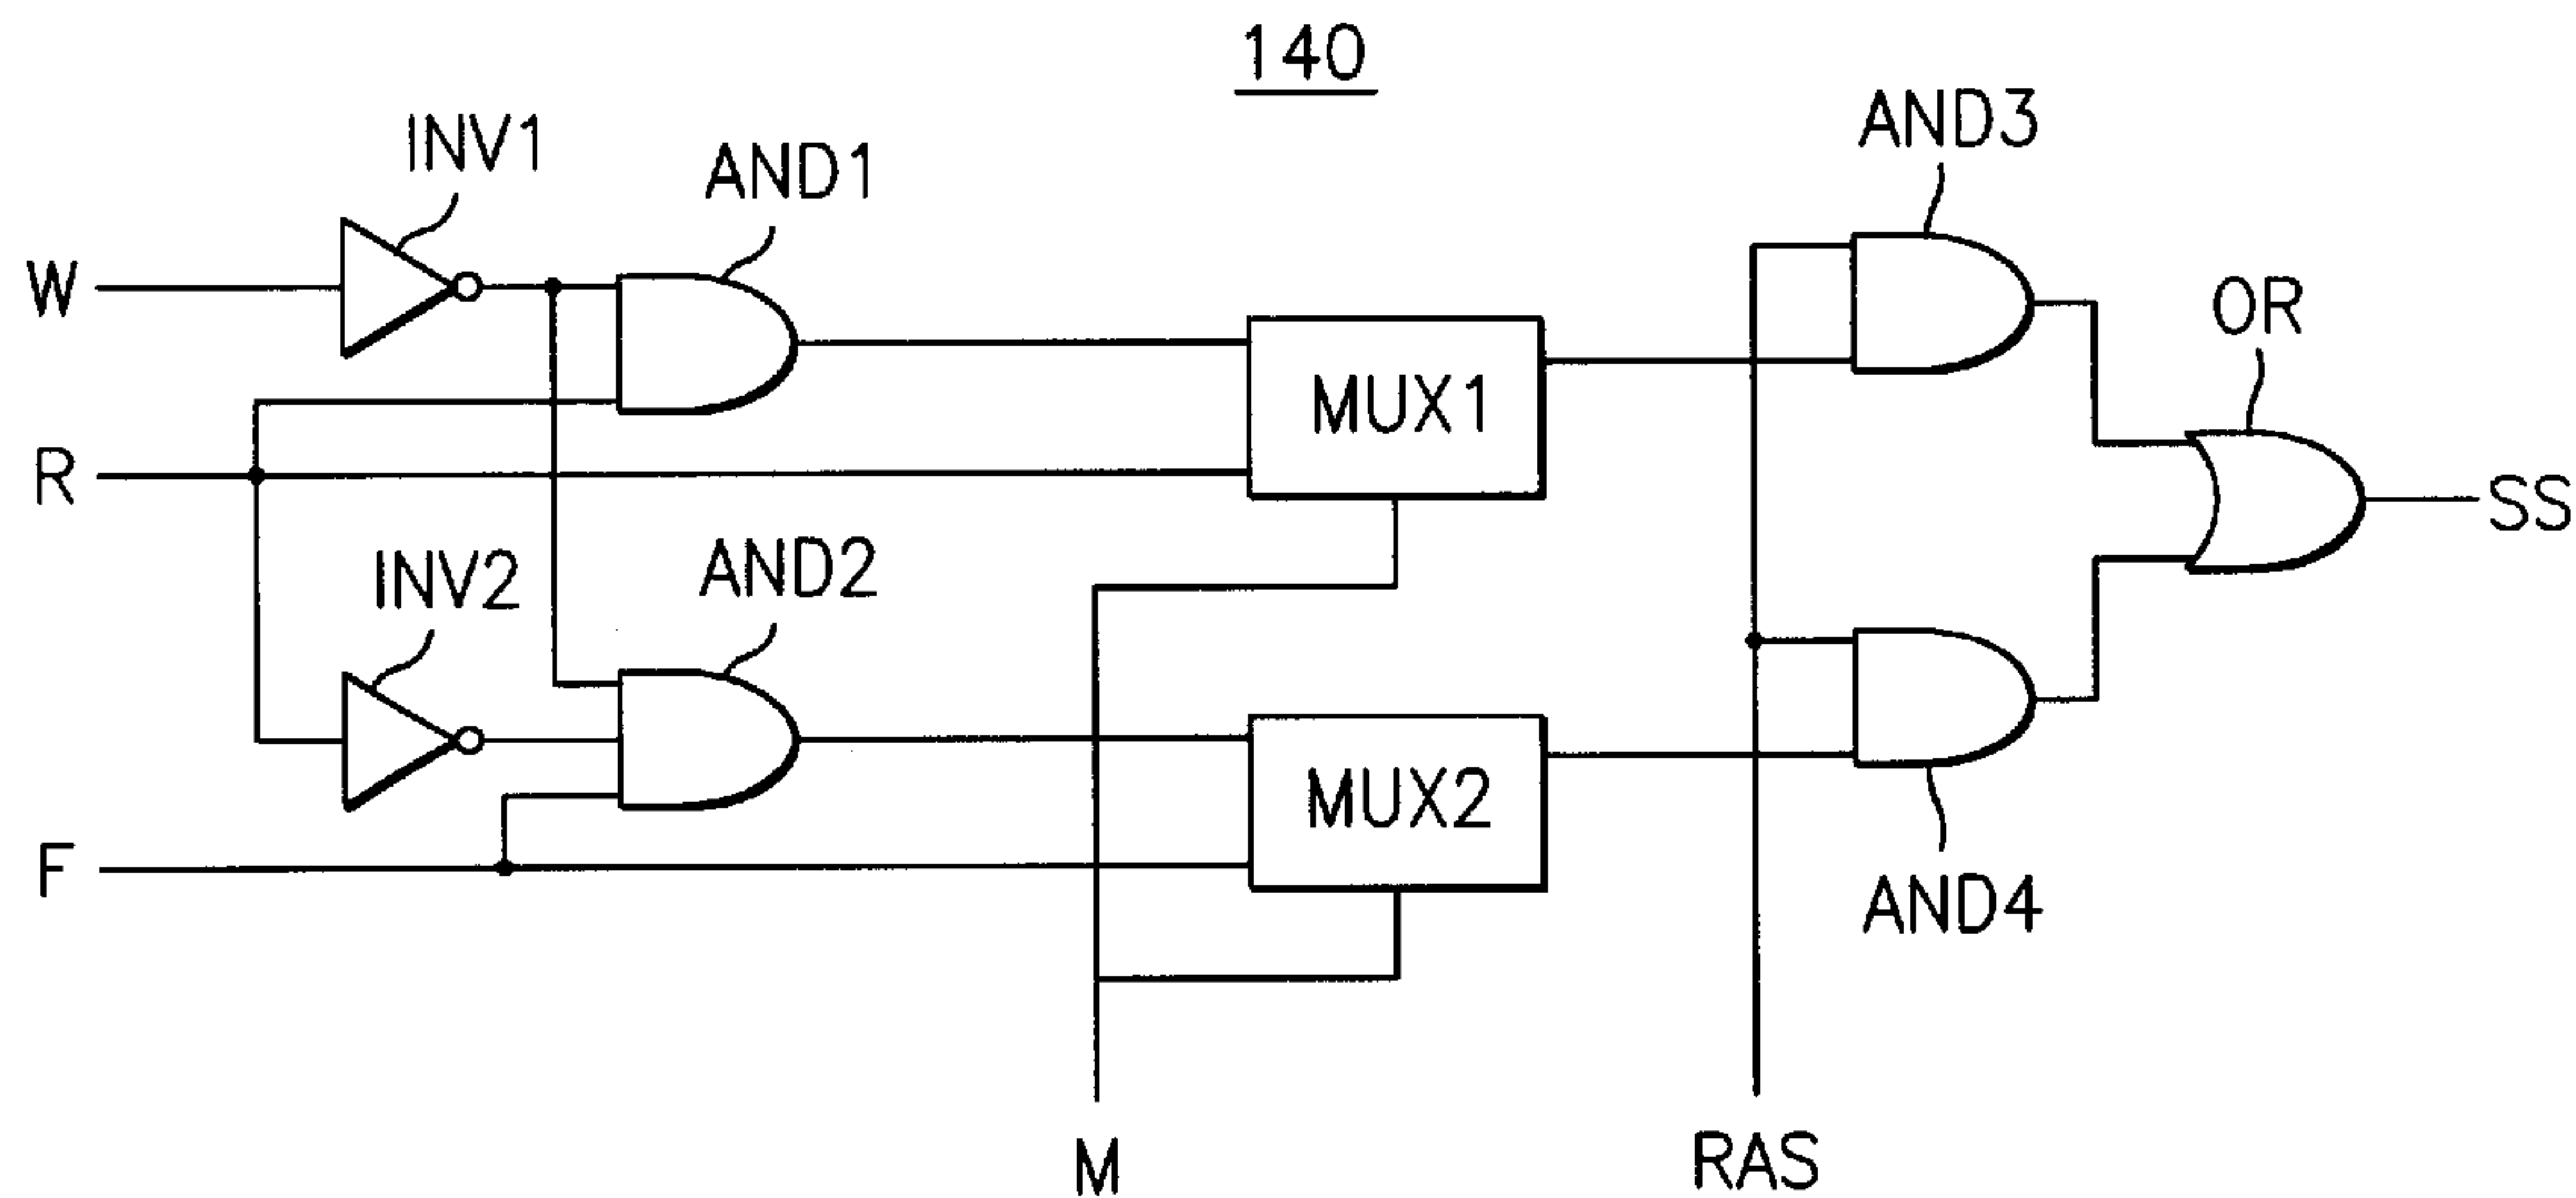 140
INV1
AND1
AND3
W
OR
MUX1
R
SS
INV2
AND2
MUX2
F
AND4
M
RAS